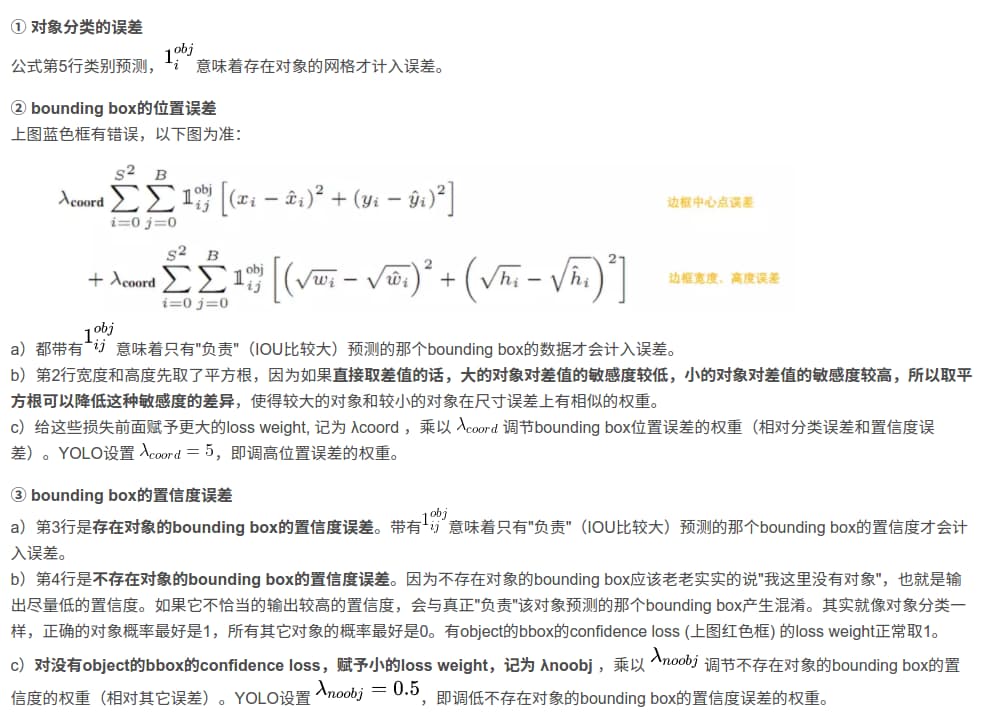 ① 对象分类的误差
公式第5行类别预测， 1_i^{obj} 意味着存在对象的网格才计入误差。
② bounding box的位置误差
上图蓝色框有错误，以下图为准：
λ_coord \sum_{i=0}^{S^2} \sum_{j=0}^{B} 𝟙_{ij}^{obj} [(x_i − \hat{x}_i)^2 + (y_i − \hat{y}_i)^2] 边框中心点误差
+ λ_coord \sum_{i=0}^{S^2} \sum_{j=0}^{B} 𝟙_{ij}^{obj} [(\sqrt{w_i} − \sqrt{\hat{w}_i})^2 + (\sqrt{h_i} − \sqrt{\hat{h}_i})^2] 边框宽度、高度误差
a）都带有 1_{ij}^{obj} 意味着只有"负责"（IOU比较大）预测的那个bounding box的数据才会计入误差。
b）第2行宽度和高度先取了平方根，因为如果直接取差值的话，大的对象对差值的敏感度较低，小的对象对差值的敏感度较高，所以取平
方根可以降低这种敏感度的差异，使得较大的对象和较小的对象在尺寸误差上有相似的权重。
c）给这些损失前面赋予更大的loss weight, 记为 λcoord ，乘以 λ_{coord} 调节bounding box位置误差的权重（相对分类误差和置信度误
差）。YOLO设置 λ_{coord} = 5，即调高位置误差的权重。
③ bounding box的置信度误差
a）第3行是存在对象的bounding box的置信度误差。带有 1_{ij}^{obj} 意味着只有"负责"（IOU比较大）预测的那个bounding box的置信度才会计
入误差。
b）第4行是不存在对象的bounding box的置信度误差。因为不存在对象的bounding box应该老老实实的说"我这里没有对象"，也就是输
出尽量低的置信度。如果它不恰当的输出较高的置信度，会与真正"负责"该对象预测的那个bounding box产生混淆。其实就像对象分类一
样，正确的对象概率最好是1，所有其它对象的概率最好是0。有object的bbox的confidence loss (上图红色框) 的loss weight正常取1。
c）对没有object的bbox的confidence loss，赋予小的loss weight，记为 λnoobj ，乘以 λ_{noobj} 调节不存在对象的bounding box的置
信度的权重（相对其它误差）。YOLO设置 λ_{noobj} = 0.5，即调低不存在对象的bounding box的置信度误差的权重。